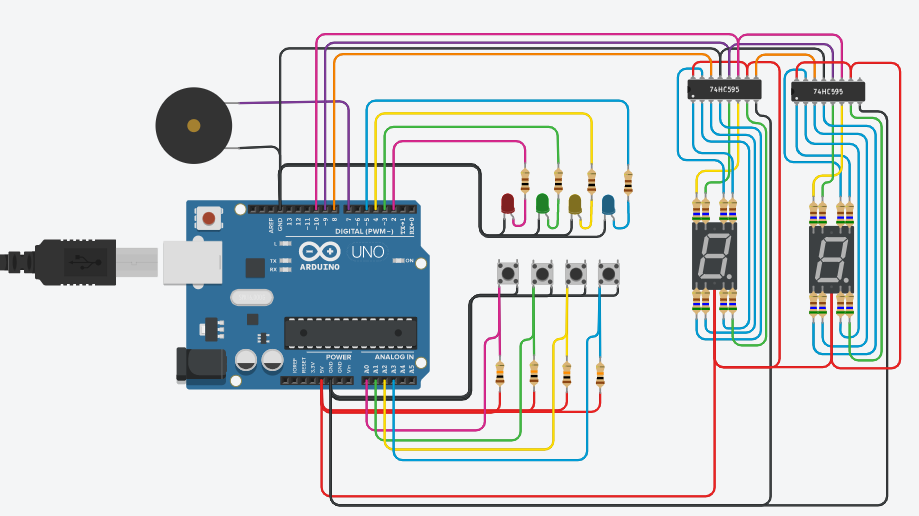 74HC595
74HC595
AREF
GND
13
12
~11
~10
~9
8
7
~6
~5
4
~3
2
TX→1
RX←0
DIGITAL (PWM~)
L
TX
RX
ARDUINO
UNO
ON
POWER
ANALOG IN
IOREF
RESET
3.3V
5V
GND
GND
Vin
A0
A1
A2
A3
A4
A5